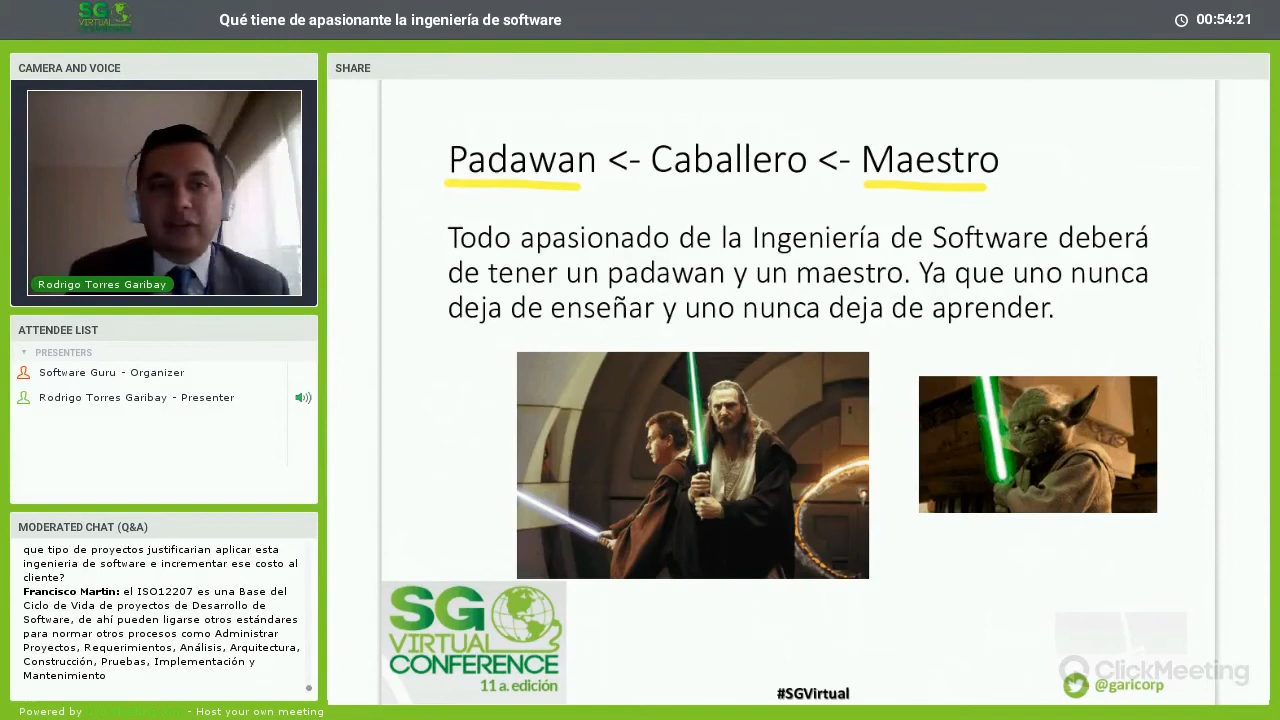 SG
VIRTUAL
Qué tiene de apasionante la ingeniería de software
00:54:21
CAMERA AND VOICE
Rodrigo Torres Garibay
ATTENDEE LIST
PRESENTERS
Software Guru - Organizer
Rodrigo Torres Garibay - Presenter
MODERATED CHAT (Q&A)
que tipo de proyectos justificarian aplicar esta
ingenieria de software e incrementar ese costo al
cliente?
Francisco Martin: el ISO12207 es una Base del
Ciclo de Vida de proyectos de Desarrollo de
Software, de ahí pueden ligarse otros estándares
para normar otros procesos como Administrar
Proyectos, Requerimientos, Análisis, Arquitectura,
Construcción, Pruebas, Implementación y
Mantenimiento
Powered by
- Host your own meeting
SHARE
Padawan <- Caballero <- Maestro
Todo apasionado de la Ingeniería de Software deberá
de tener un padawan y un maestro. Ya que uno nunca
deja de enseñar y uno nunca deja de aprender.
SG
VIRTUAL
CONFERENCE
11 a. edición
#SGVirtual
ClickMeeting
@garicorp